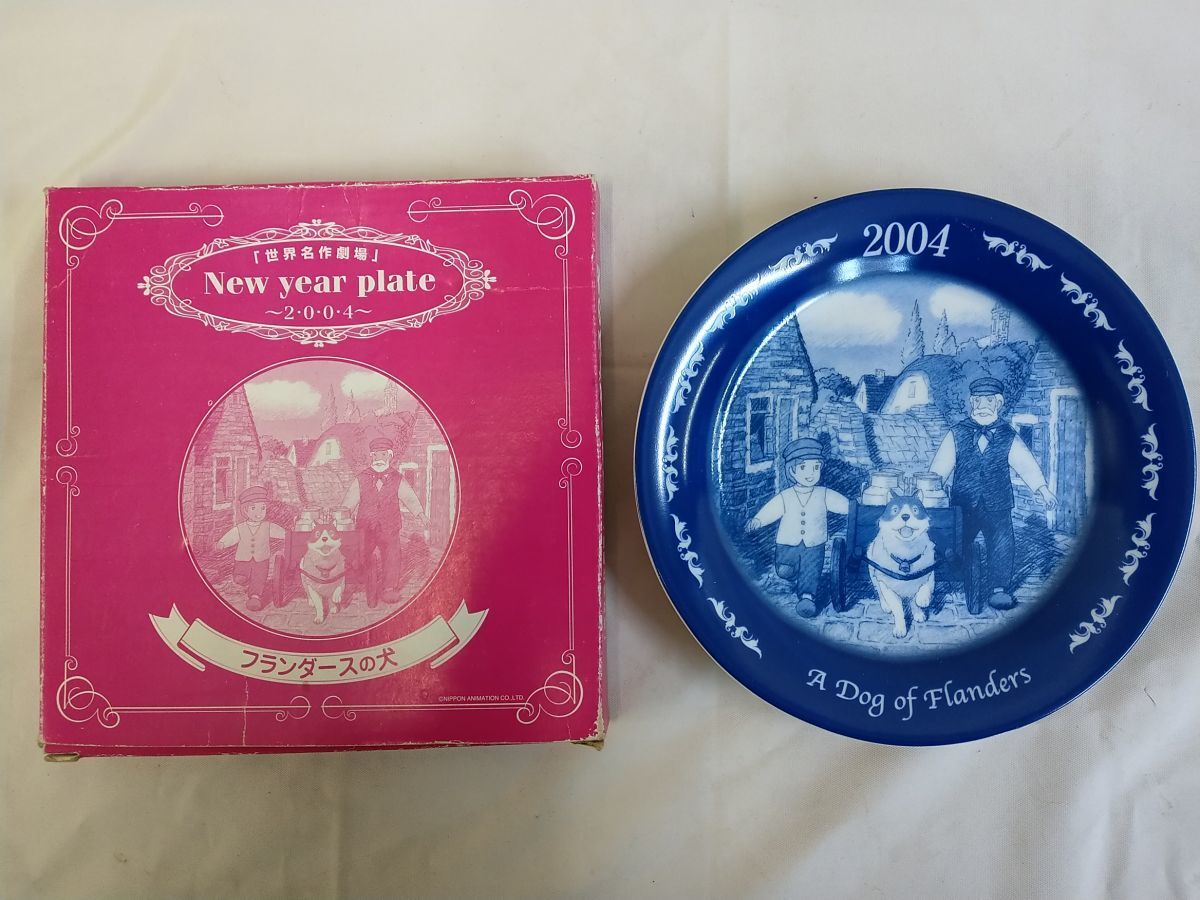 「世界名作劇場」
New year plate
～2・0・0・4～
フランダースの犬
©NIPPON ANIMATION CO.,LTD.
2004
A Dog of Flanders